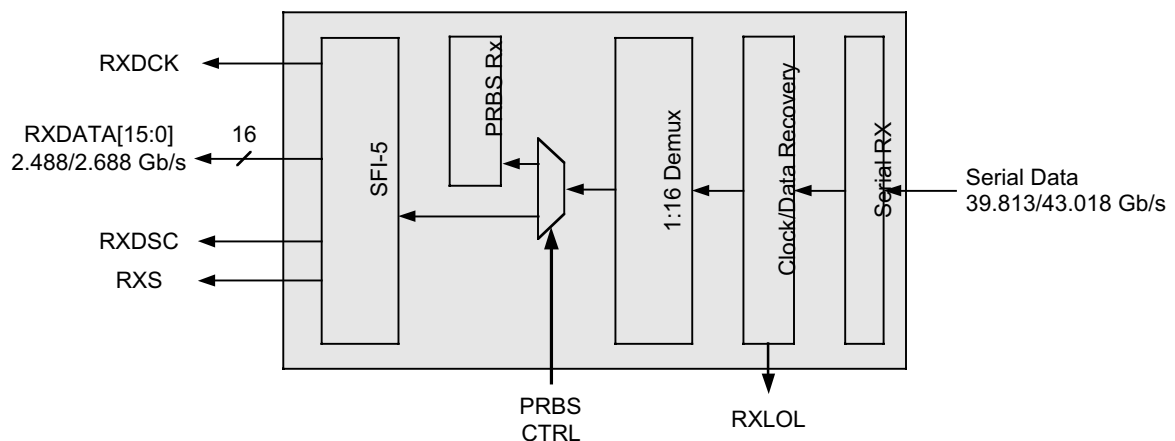 RXDCK
RXDATA[15:0]
2.488/2.688 Gb/s
16
RXDSC
RXS
SFI-5
PRBS Rx
1:16 Demux
Clock/Data Recovery
Serial RX
Serial Data
39.813/43.018 Gb/s
PRBS
CTRL
RXLOL